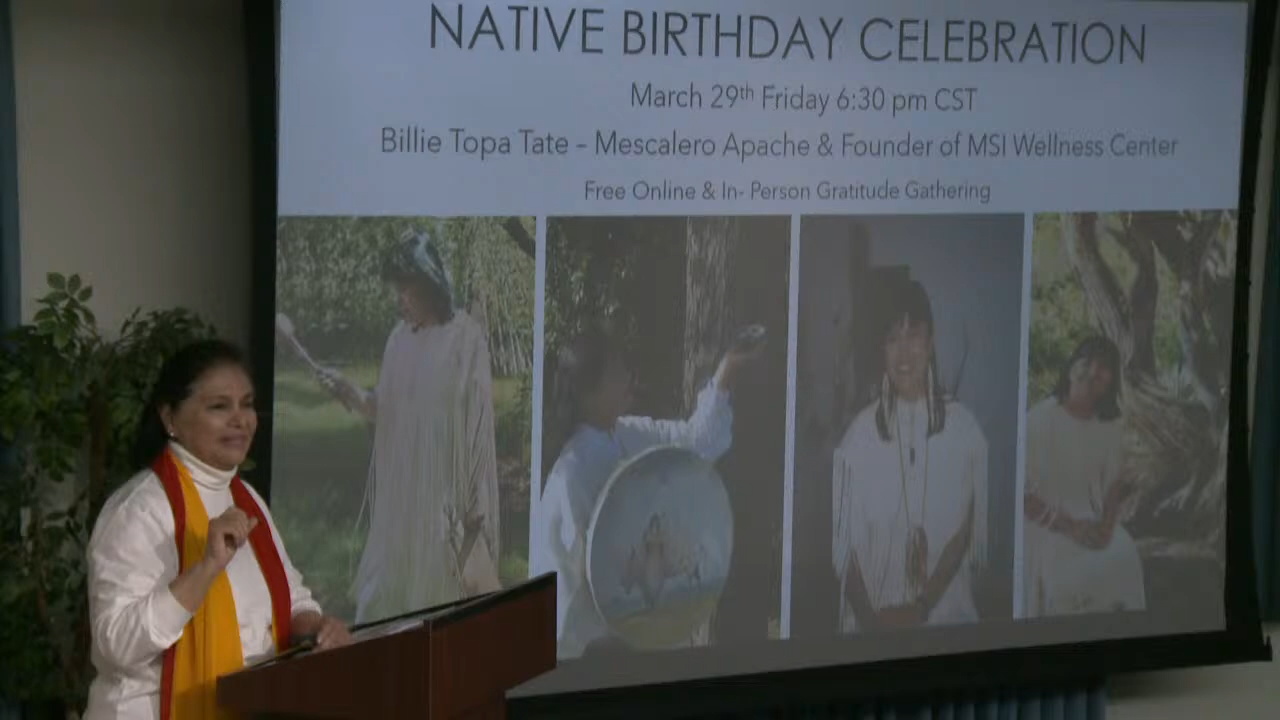 NATIVE BIRTHDAY CELEBRATION
March 29th Friday 6:30 pm CST
Billie Topa Tate – Mescalero Apache & Founder of MSI Wellness Center
Free Online & In- Person Gratitude Gathering